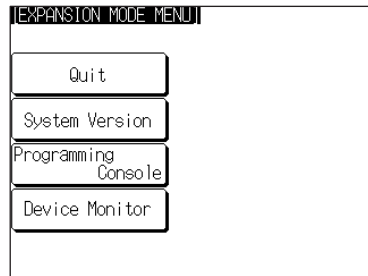 [EXPANSION MODE MENU]
Quit
System Version
Programming
Console
Device Monitor